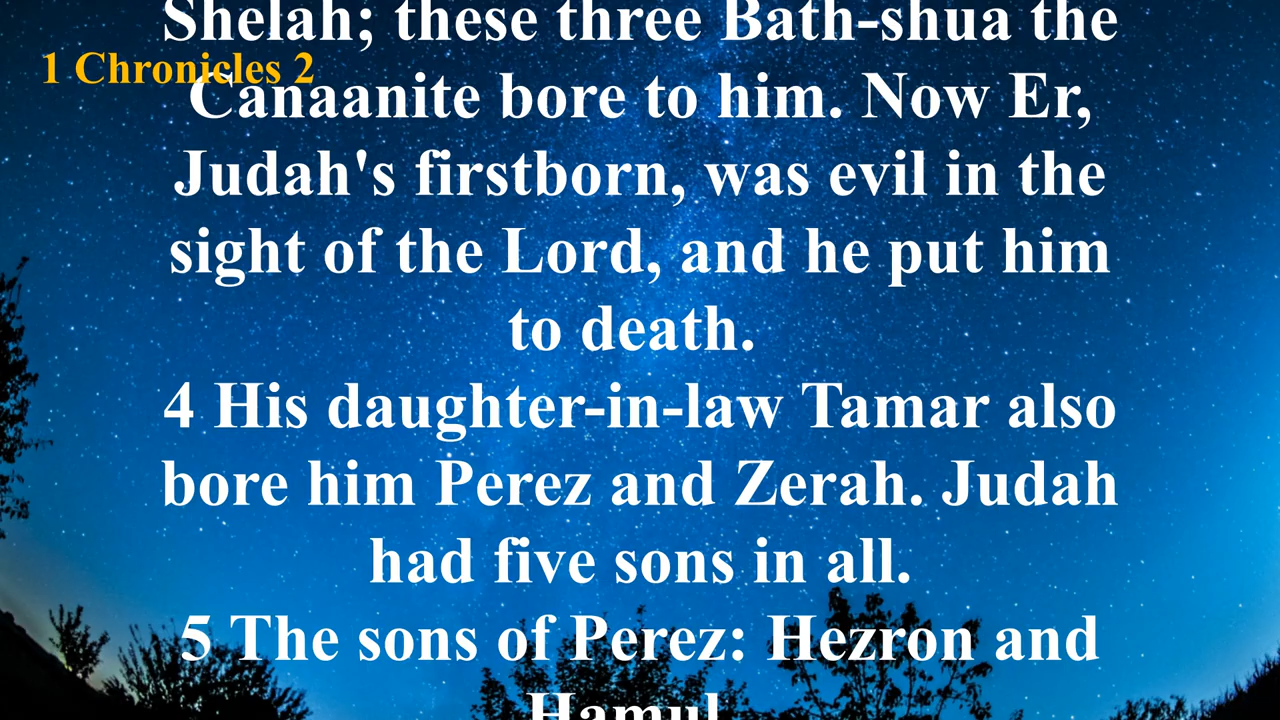 Shelah; these three Bath-shua the
1 Chronicles 2
Canaanite bore to him. Now Er,
Judah's firstborn, was evil in the
sight of the Lord, and he put him
to death.
4 His daughter-in-law Tamar also
bore him Perez and Zerah. Judah
had five sons in all.
5 The sons of Perez: Hezron and
Hamul.